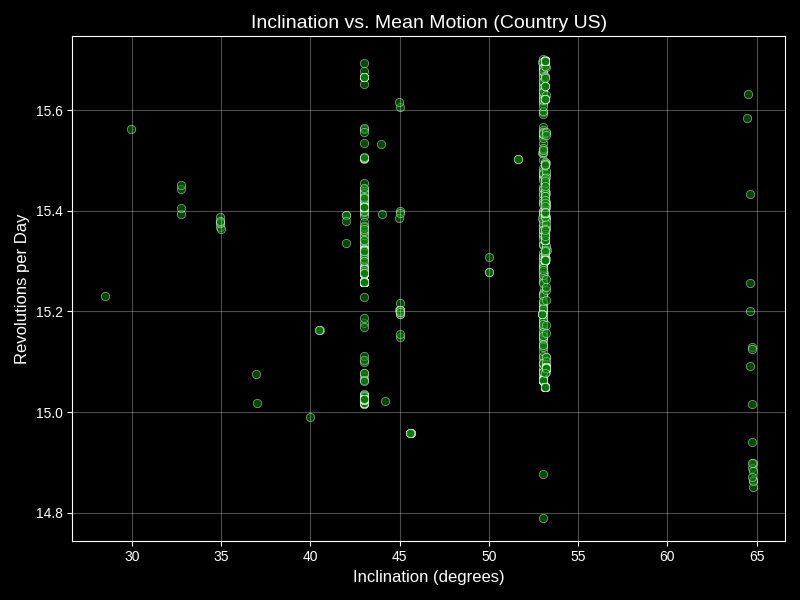 Inclination vs. Mean Motion (Country US)
Revolutions per Day
15.6
15.4
15.2
15.0
14.8
30 35 40 45 50 55 60 65
Inclination (degrees)